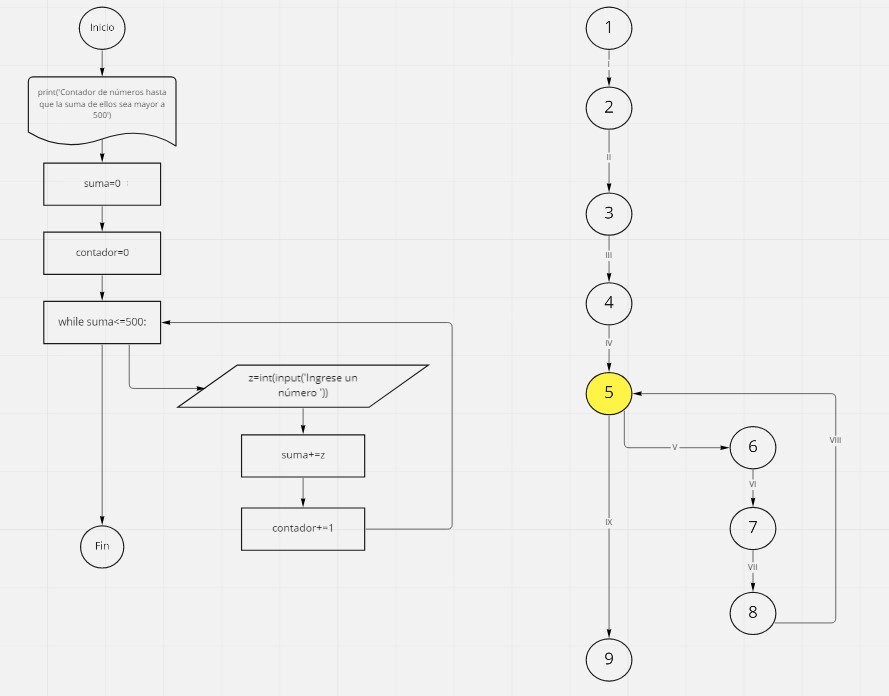 Inicio
print('Contador de números hasta
que la suma de ellos sea mayor a
500')
suma=0 :
contador=0
while suma<=500:
z=int(input('Ingrese un
número '))
suma+=z
contador+=1
Fin
1
I
2
II
3
III
4
IV
5
V
6
VI
7
VII
8
VIII
IX
9